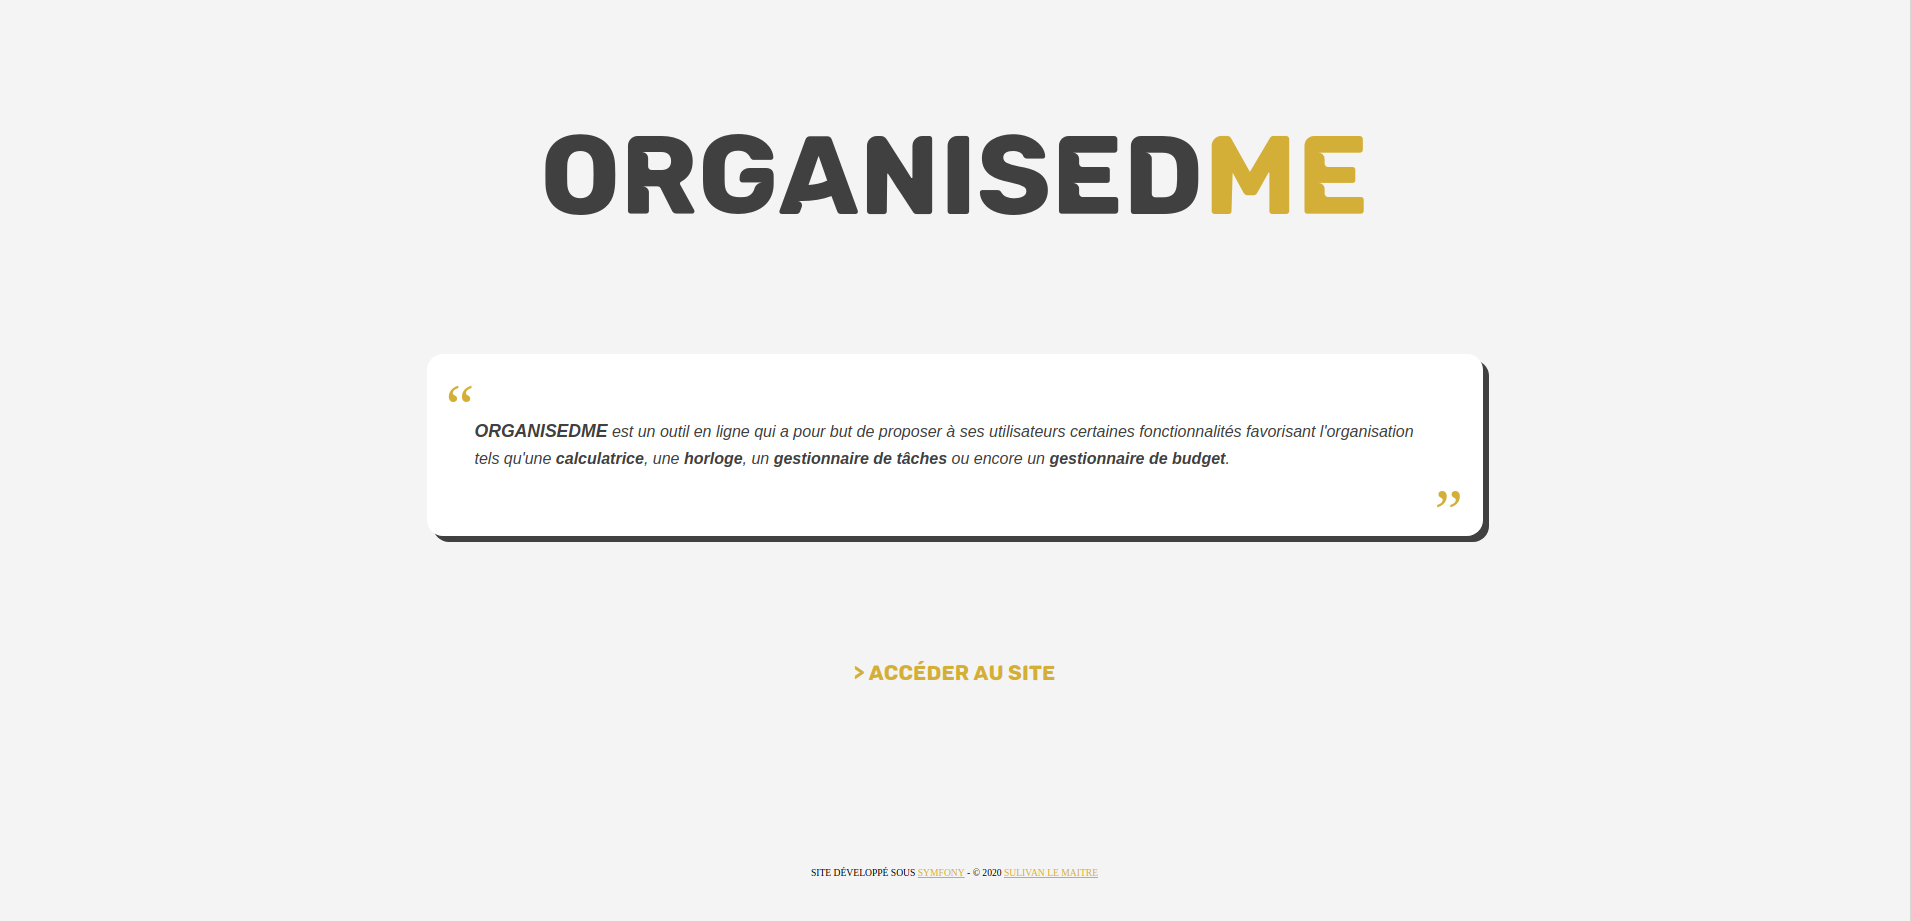 ORGANISEDME
“
ORGANISEDME est un outil en ligne qui a pour but de proposer à ses utilisateurs certaines fonctionnalités favorisant l'organisation
tels qu'une calculatrice, une horloge, un gestionnaire de tâches ou encore un gestionnaire de budget.
”
> ACCÉDER AU SITE
SITE DÉVELOPPÉ SOUS SYMFONY - © 2020 SULIVAN LE MAITRE